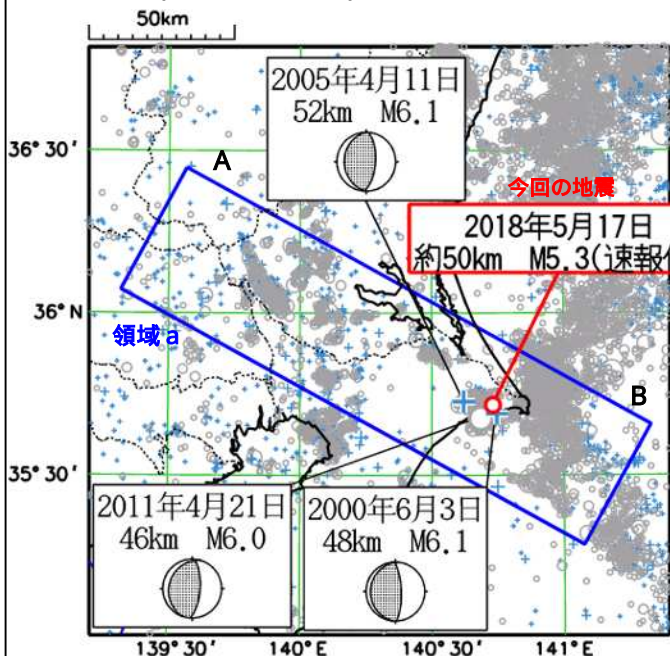 50km
2005年4月11日
52km M6.1
36°30′
A
今回の地震
2018年5月17日
約50km M5.3(速報値
36°N
領域a
B
35°30′
2011年4月21日
46km M6.0
2000年6月3日
48km M6.1
139°30′
140°E
140°30′
141°E